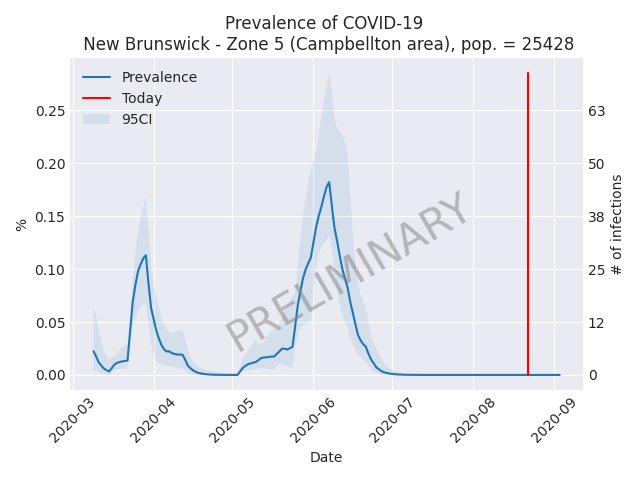 Prevalence of COVID-19
New Brunswick - Zone 5 (Campbellton area), pop. = 25428
Prevalence
Today
95CI
%
0.25
0.20
0.15
0.10
0.05
0.00
63
50
38
25
12
0
# of infections
PRELIMINARY
2020-03
2020-04
2020-05
2020-06
2020-07
2020-08
2020-09
Date